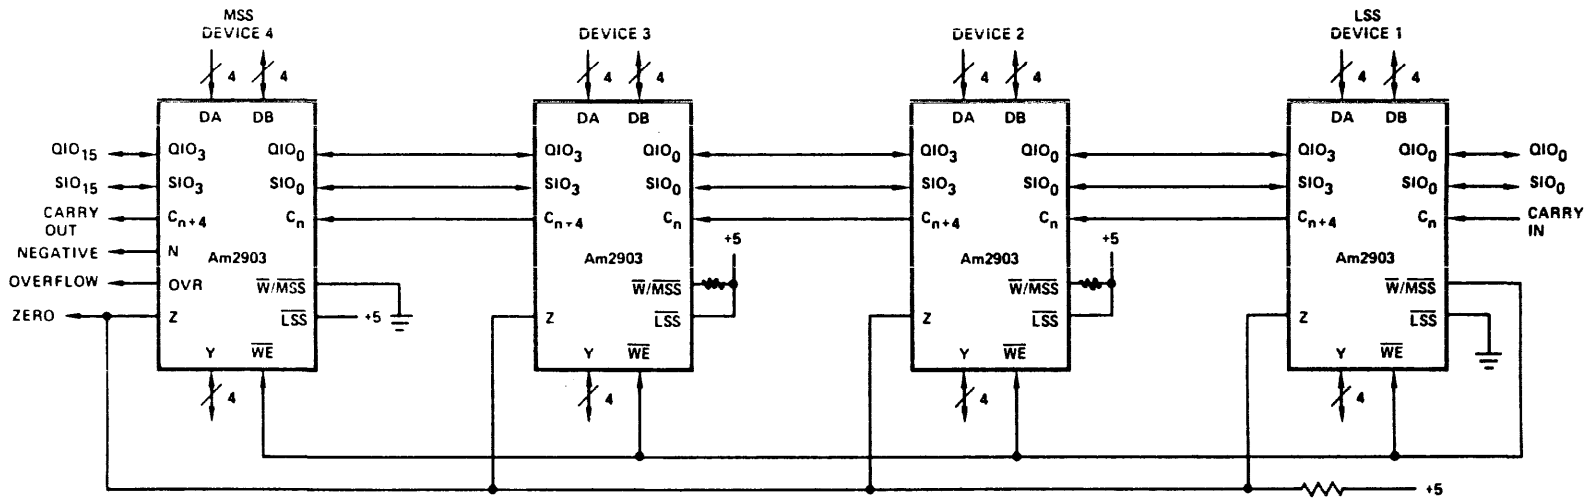 MSS
DEVICE 4
DEVICE 3
DEVICE 2
LSS
DEVICE 1
4 4 4 4 4 4 4 4
DA DB DA DB DA DB DA DB
QIO15 QIO3 QIO0 QIO3 QIO0 QIO3 QIO0 QIO3 QIO0 QIO0
SIO15 SIO3 SIO0 SIO3 SIO0 SIO3 SIO0 SIO3 SIO0 SIO0
CARRY OUT Cn+4 Cn Cn+4 Cn Cn+4 Cn Cn+4 Cn CARRY IN
+5 +5
NEGATIVE N
Am2903 Am2903 Am2903 Am2903
OVERFLOW OVR W/MSS W/MSS W/MSS W/MSS
ZERO Z LSS +5 Z LSS Z LSS Z LSS
Y WE Y WE Y WE Y WE
4 4 4 4
+5